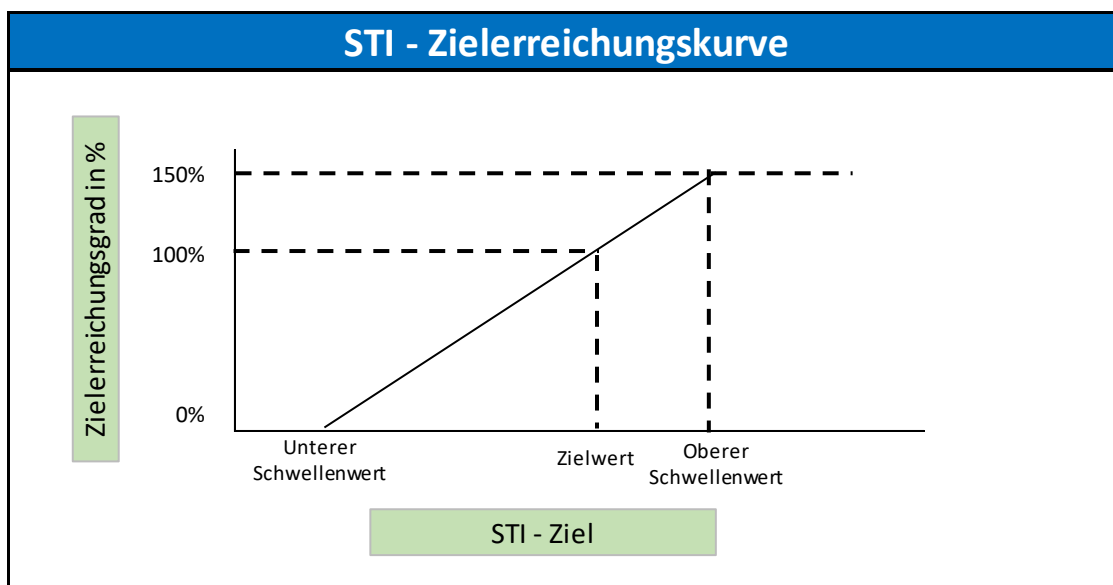 STI - Zielerreichungskurve
Zielerreichungsgrad in %
150%
100%
0%
Unterer
Schwellenwert
Zielwert
Oberer
Schwellenwert
STI - Ziel